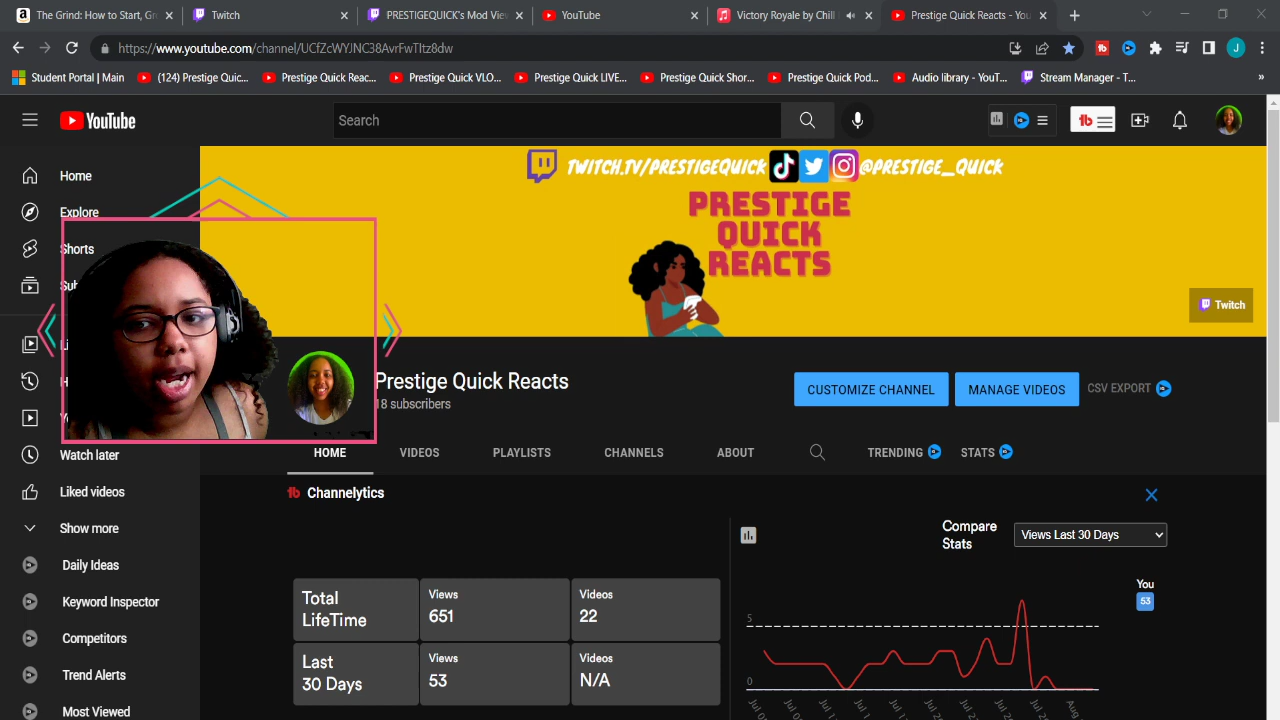 The Grind: How to Start, Gr
Twitch
PRESTIGEQUICK's Mod View
YouTube
Victory Royale by Chill
Prestige Quick Reacts - You
https://www.youtube.com/channel/UCfZcWYJNC38AvrFwTltz8dw
J
Student Portal | Main
(124) Prestige Quic...
Prestige Quick Reac...
Prestige Quick VLO...
Prestige Quick LIVE...
Prestige Quick Shor...
Prestige Quick Pod...
Audio library - YouT...
Stream Manager - T...
»
YouTube
Search
Home
Explore
Shorts
Watch later
Liked videos
Show more
Daily Ideas
Keyword Inspector
Competitors
Trend Alerts
Most Viewed
TWITCH.TV/PRESTIGEQUICK
@PRESTIGE_QUICK
PRESTIGE
QUICK
REACTS
Twitch
Prestige Quick Reacts
18 subscribers
CUSTOMIZE CHANNEL
MANAGE VIDEOS
CSV EXPORT
HOME
VIDEOS
PLAYLISTS
CHANNELS
ABOUT
TRENDING
STATS
Channelytics
Compare
Stats
Views Last 30 Days
Total
LifeTime
Views
651
Videos
22
Last
30 Days
Views
53
Videos
N/A
You
53
5
0